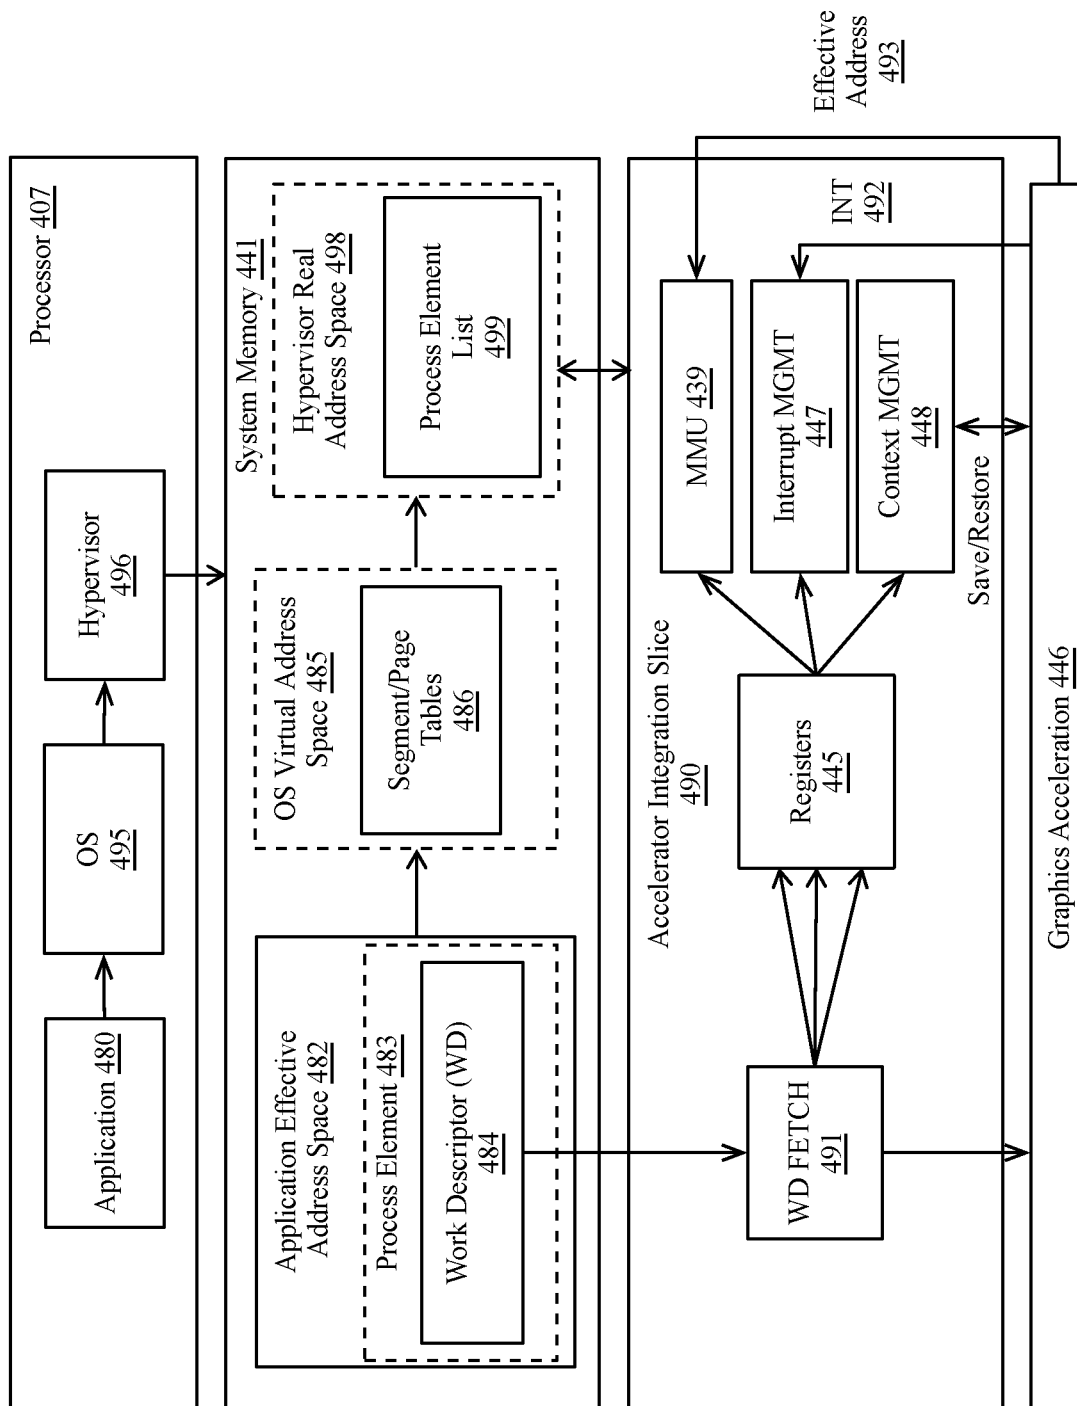 Processor 407
Application 480
OS
495
Hypervisor
496
System Memory 441
Application Effective
Address Space 482
Process Element 483
Work Descriptor (WD)
484
OS Virtual Address
Space 485
Segment/Page
Tables
486
Hypervisor Real
Address Space 498
Process Element
List
499
Accelerator Integration Slice
490
WD FETCH
491
Registers
445
MMU 439
Interrupt MGMT
447
Context MGMT
448
Save/Restore
INT
492
Effective
Address
493
Graphics Acceleration 446